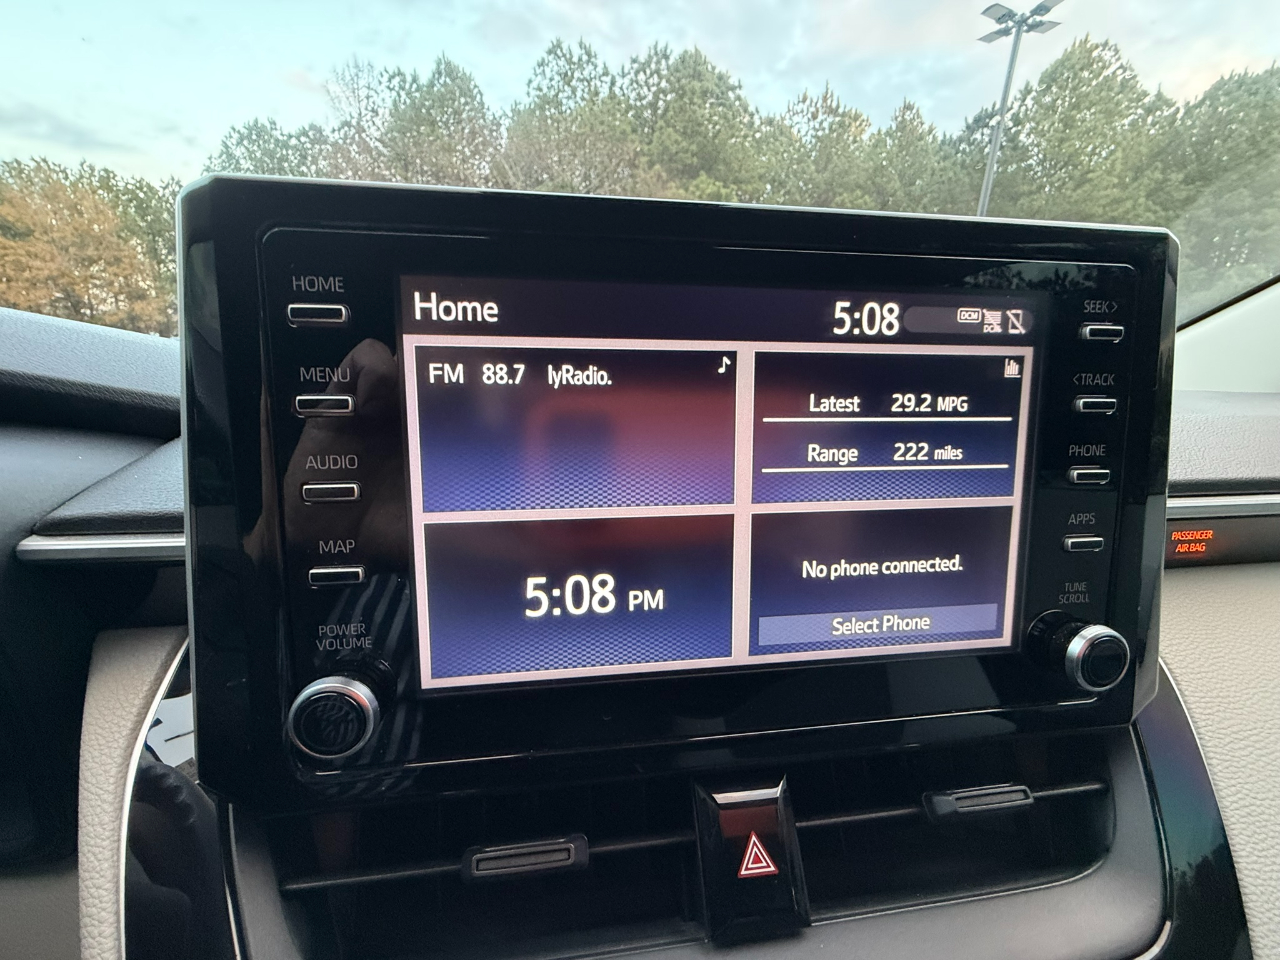 HOME
MENU
AUDIO
MAP
POWER
VOLUME
Home
5:08
DCM
DCM
FM 88.7 lyRadio.
Latest 29.2 MPG
Range 222 miles
5:08 PM
No phone connected.
Select Phone
SEEK >
< TRACK
PHONE
APPS
TUNE
SCROLL
PASSENGER
AIR BAG